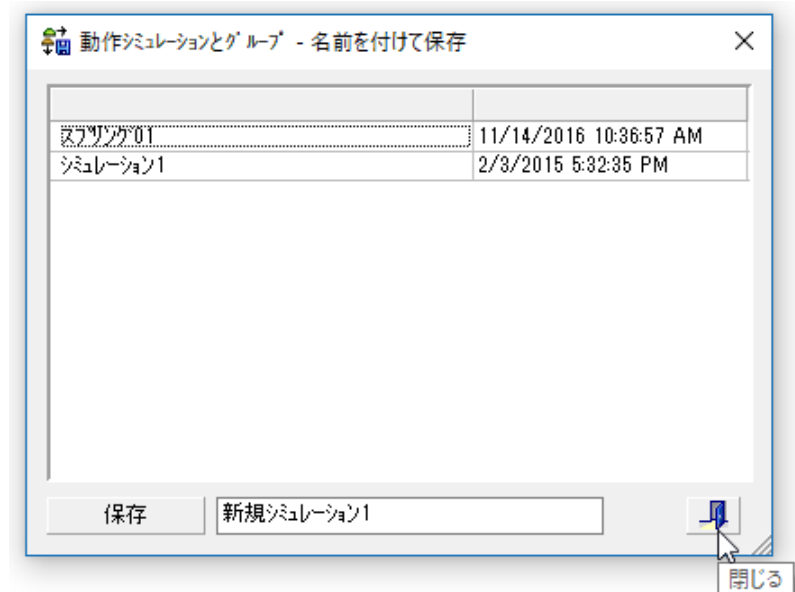 動作ｼﾐｭﾚｰｼｮﾝとｸﾞﾙｰﾌﾟ - 名前を付けて保存
スプリング01 11/14/2016 10:36:57 AM
ｼﾐｭﾚｰｼｮﾝ1 2/3/2015 5:32:35 PM
保存 新規ｼﾐｭﾚｰｼｮﾝ1
閉じる